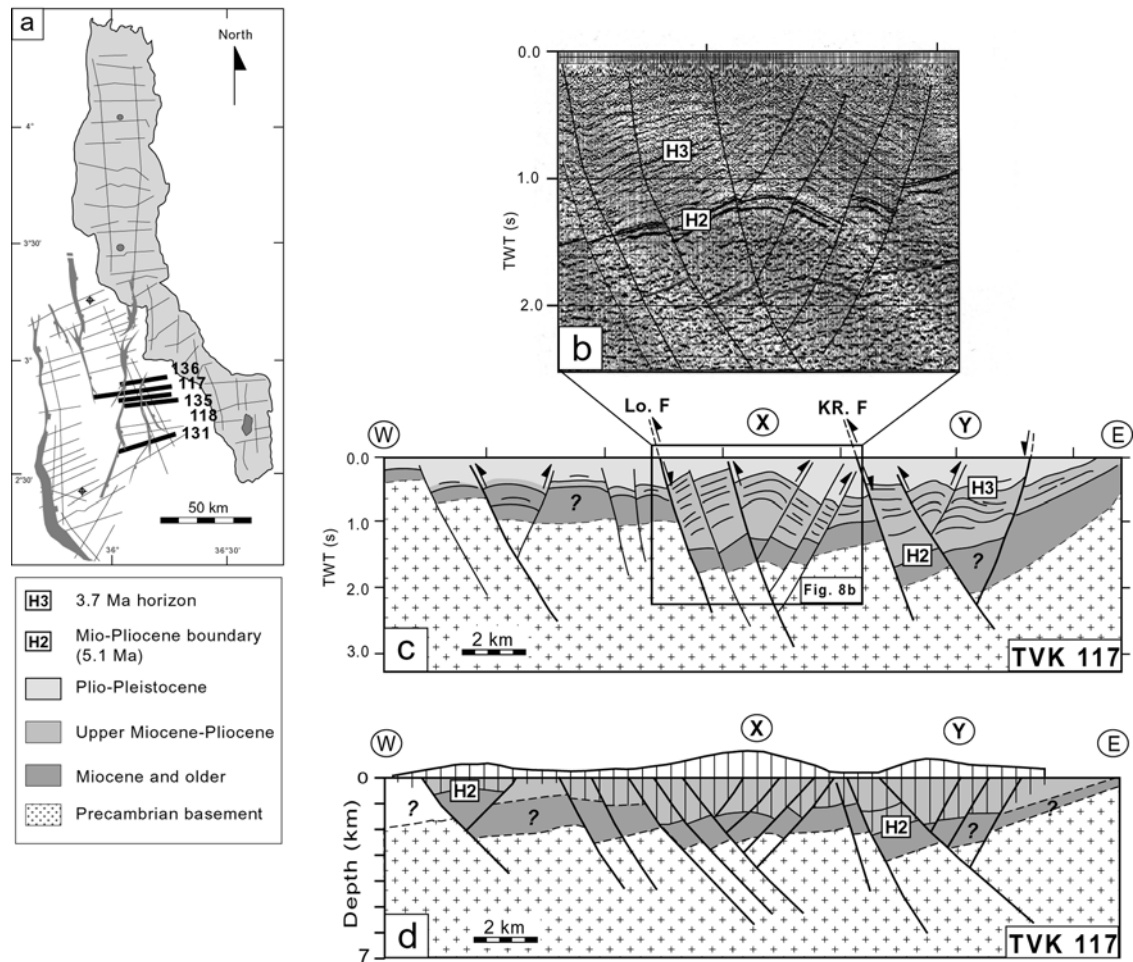 a
North
4°
3°30'
3°
2°50'
36°
36°30'
136
117
135
118
131
50 km
H3 3.7 Ma horizon
H2 Mio-Pliocene boundary
(5.1 Ma)
Plio-Pleistocene
Upper Miocene-Pliocene
Miocene and older
Precambrian basement
0.0
1.0
2.0
TWT (s)
H3
H2
b
Lo. F
KR. F
W
X
Y
E
0.0
1.0
2.0
3.0
TWT (s)
?
H3
H2
?
Fig. 8b
c
2 km
TVK 117
W
X
Y
E
0
Depth (km)
7
?
H2
?
H2
?
?
d
2 km
TVK 117